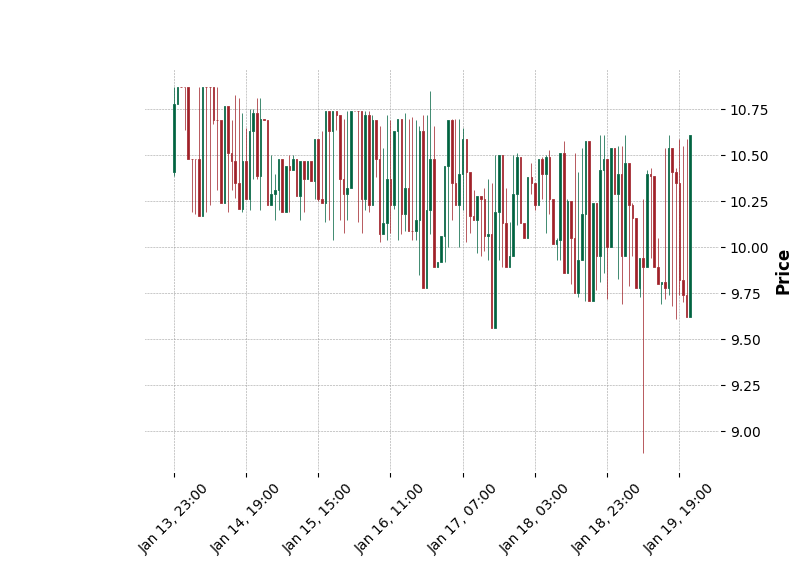 10.75
10.50
10.25
10.00
9.75
9.50
9.25
9.00
Price
Jan 13, 23:00
Jan 14, 19:00
Jan 15, 15:00
Jan 16, 11:00
Jan 17, 07:00
Jan 18, 03:00
Jan 18, 23:00
Jan 19, 19:00